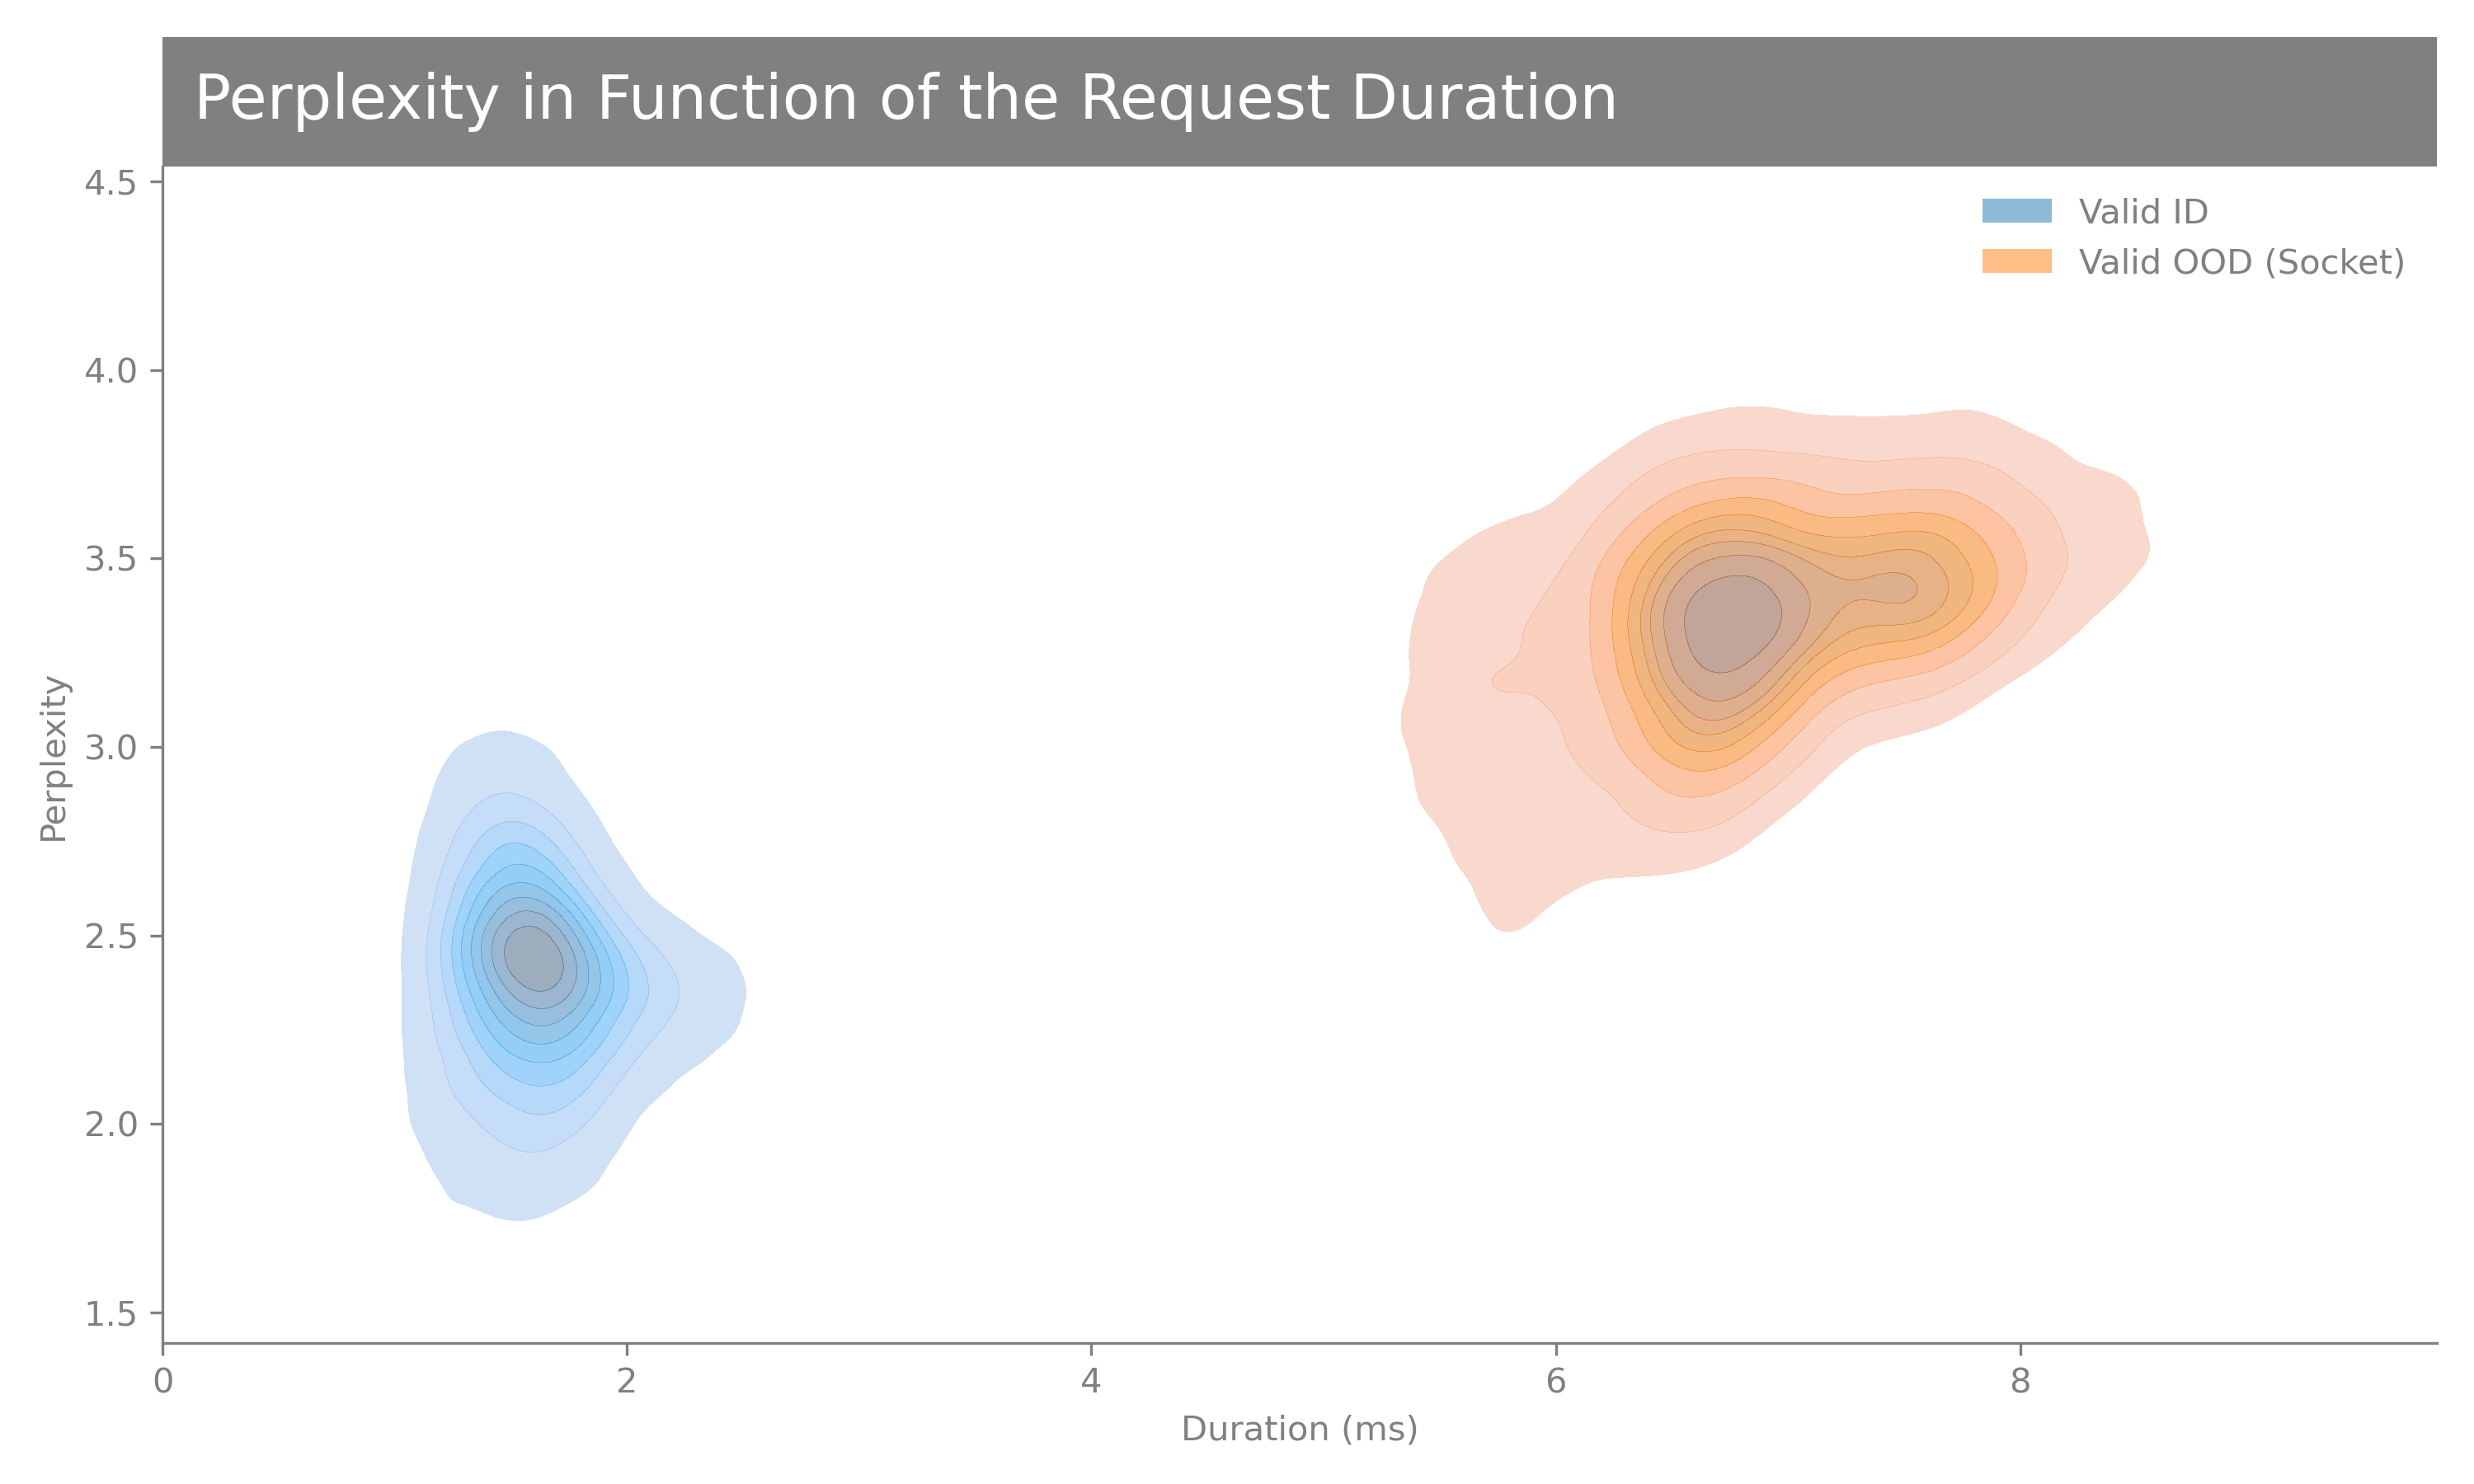 Perplexity in Function of the Request Duration
Valid ID
Valid OOD (Socket)
4.5
4.0
3.5
3.0
2.5
2.0
1.5
Perplexity
0 2 4 6 8
Duration (ms)